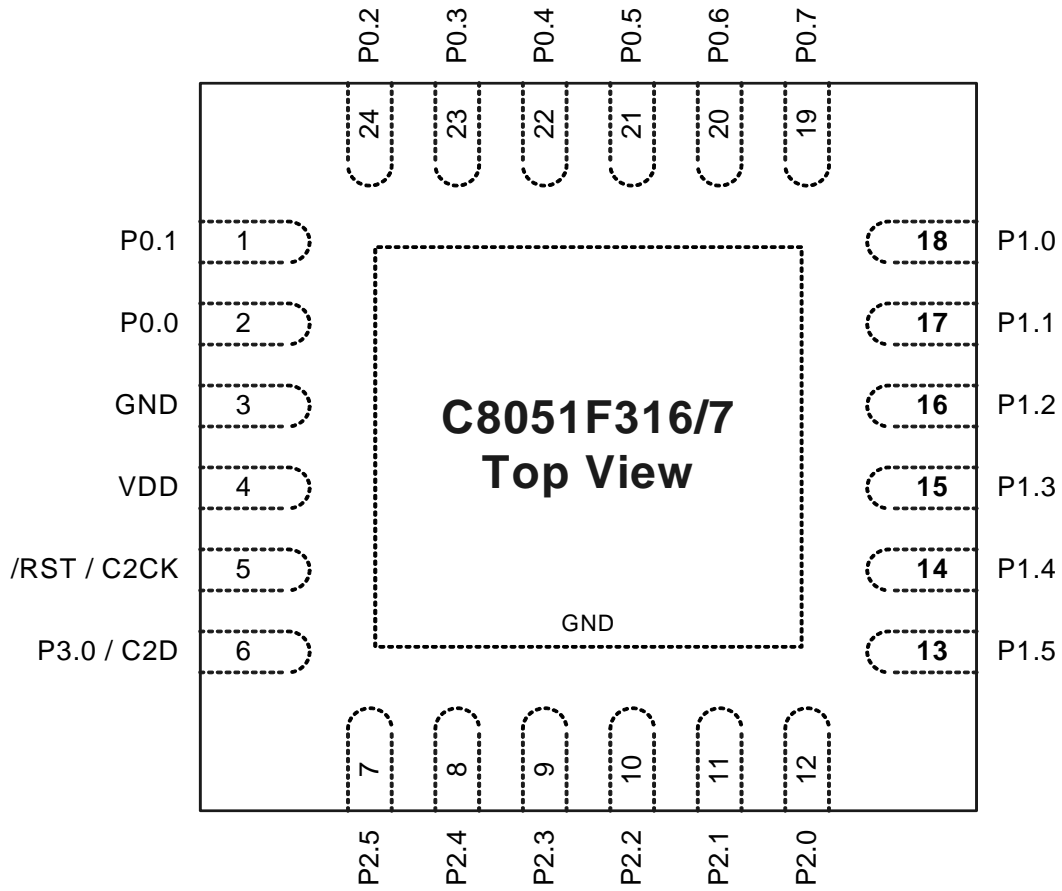 P0.2
P0.3
P0.4
P0.5
P0.6
P0.7
24
23
22
21
20
19
P0.1
1
18
P1.0
P0.0
2
17
P1.1
GND
3
16
P1.2
C8051F316/7
Top View
VDD
4
15
P1.3
/RST / C2CK
5
14
P1.4
GND
P3.0 / C2D
6
13
P1.5
7
8
9
10
11
12
P2.5
P2.4
P2.3
P2.2
P2.1
P2.0